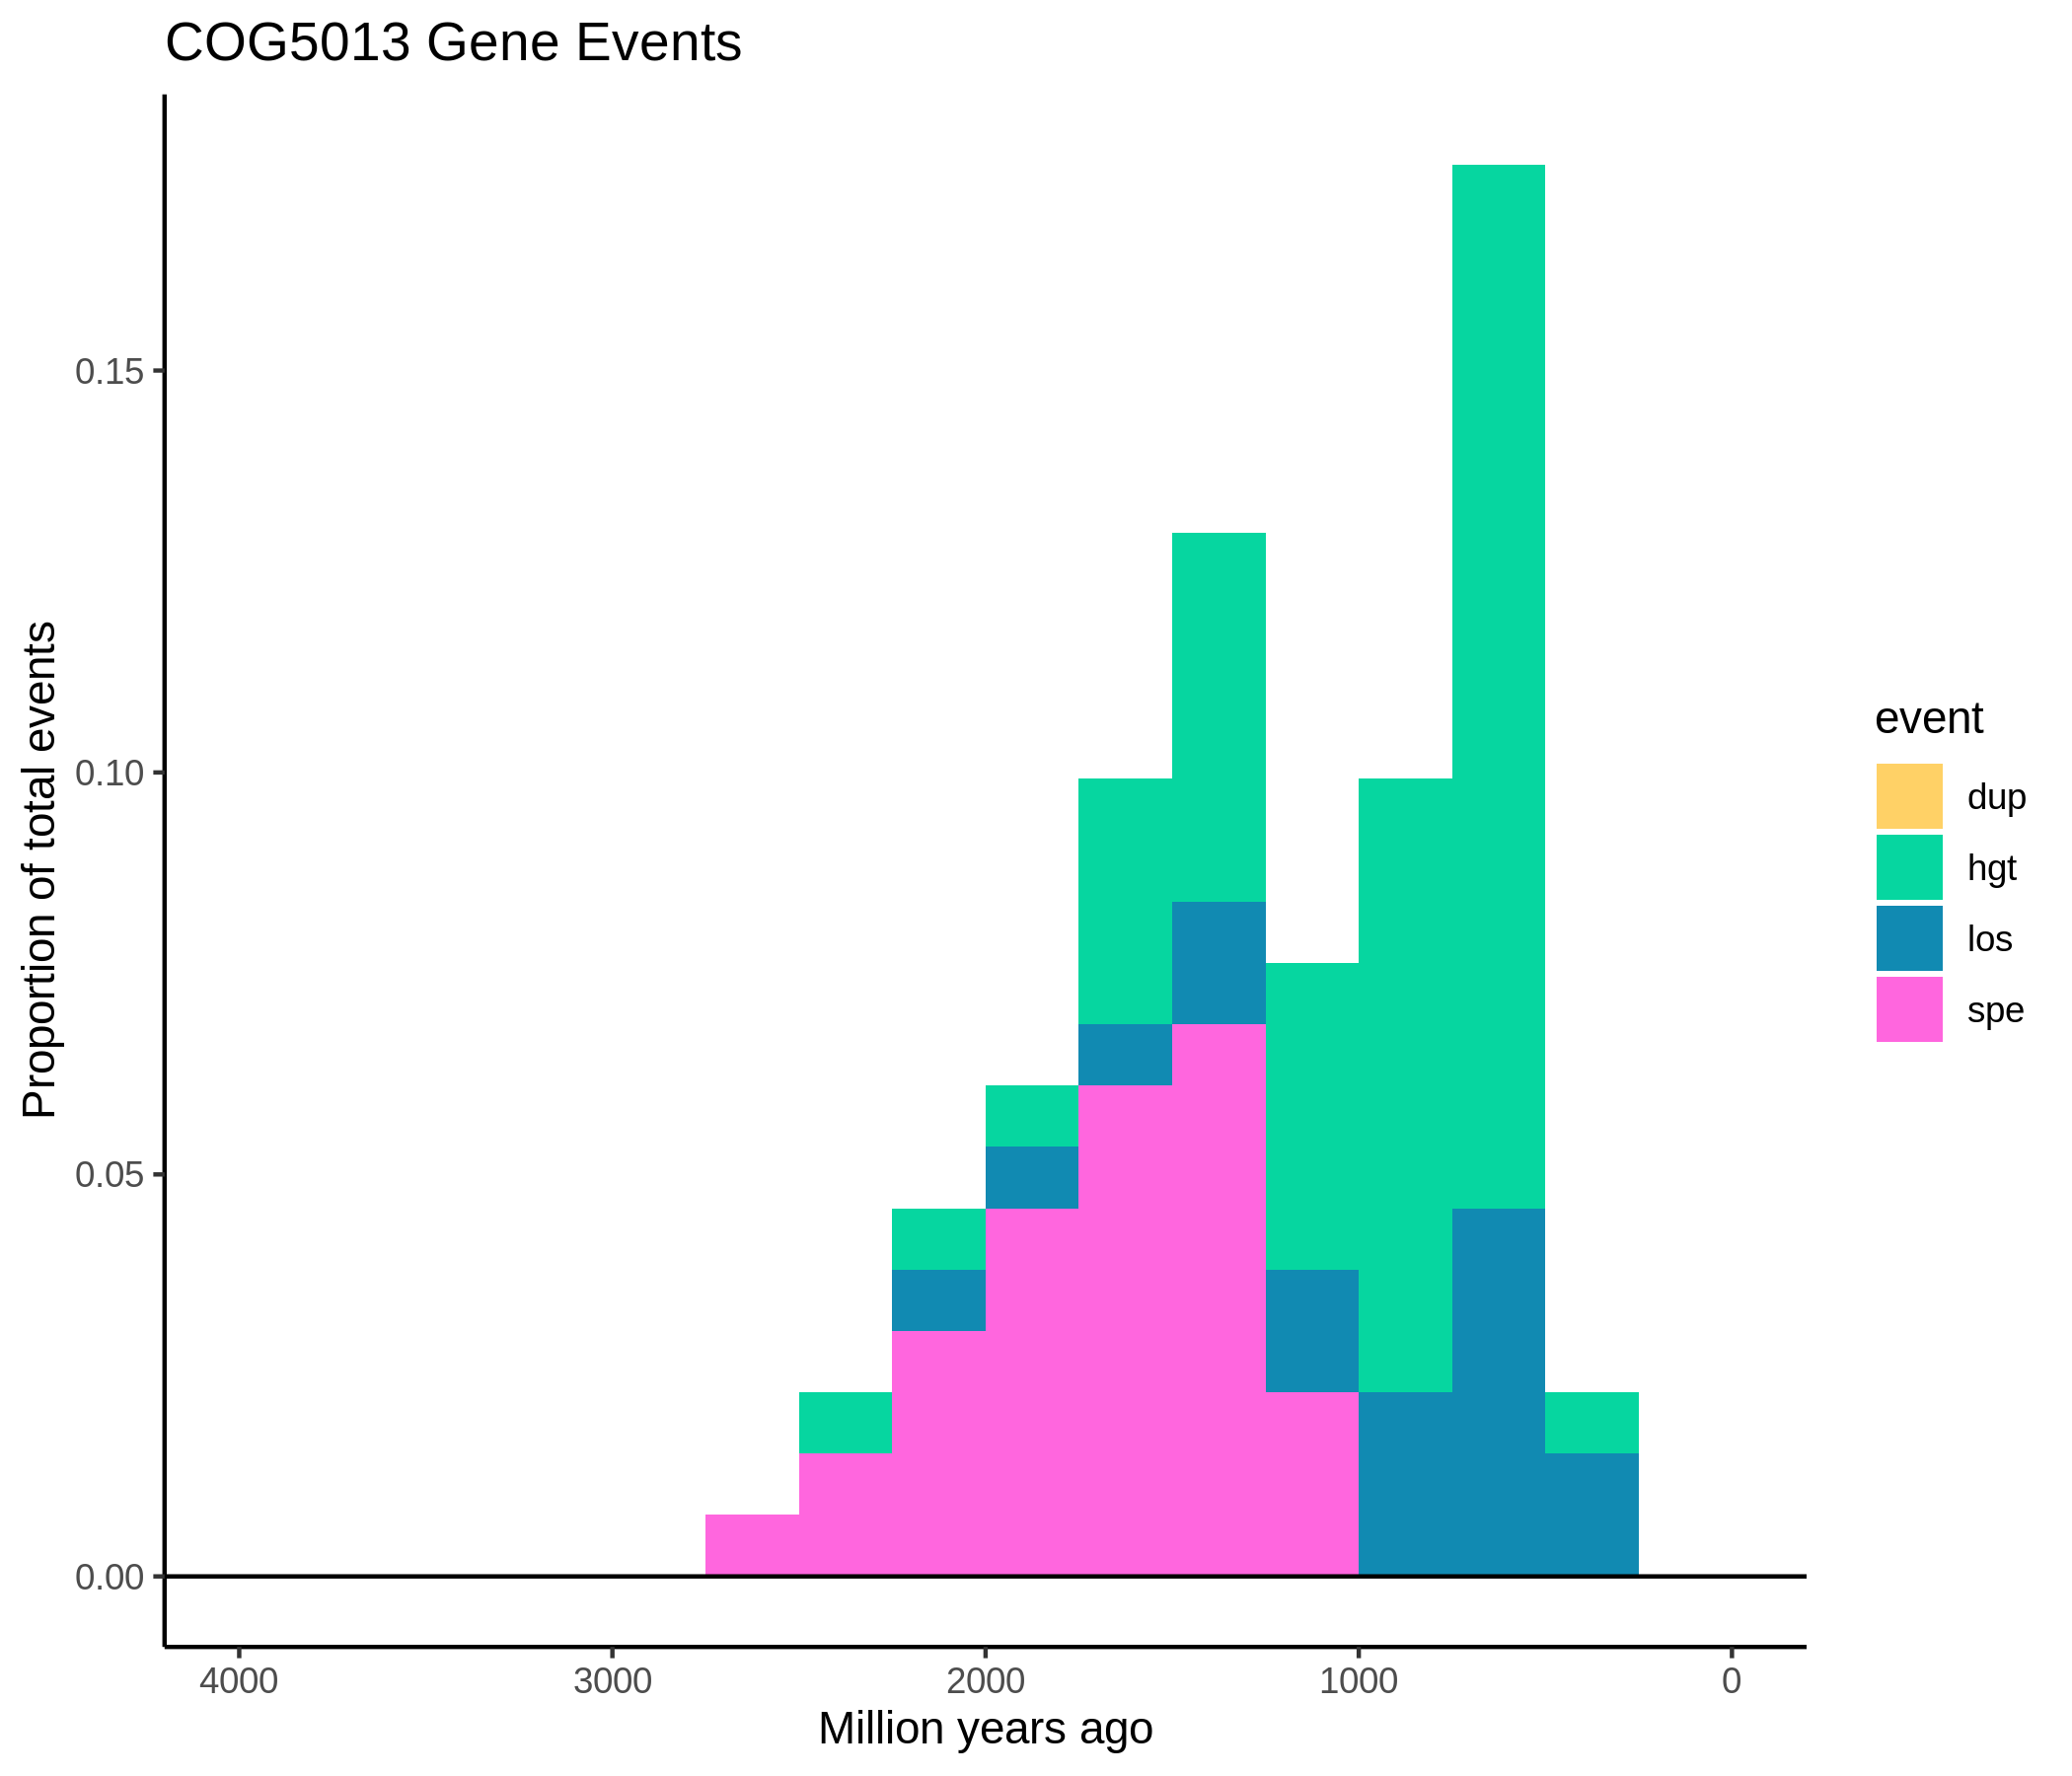 COG5013 Gene Events
Proportion of total events
0.15
0.10
0.05
0.00
4000 3000 2000 1000 0
Million years ago
event
dup
hgt
los
spe